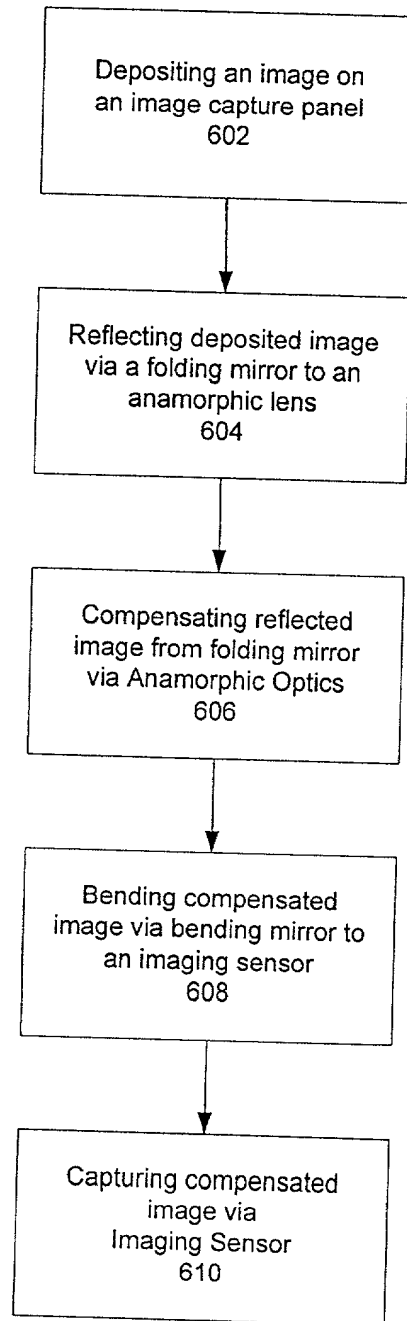 Depositing an image on
an image capture panel
602
Reflecting deposited image
via a folding mirror to an
anamorphic lens
604
Compensating reflected
image from folding mirror
via Anamorphic Optics
606
Bending compensated
image via bending mirror to
an imaging sensor
608
Capturing compensated
image via
Imaging Sensor
610